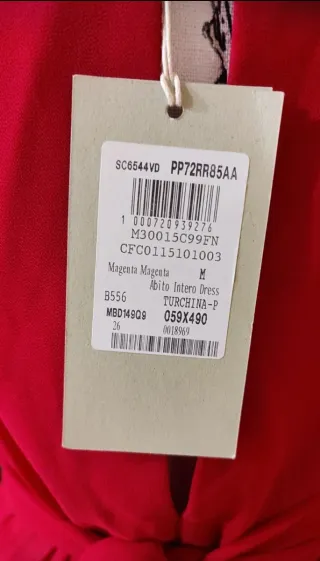 SC6544VD PP72RR85AA
1 000720939276
M30015C99FN
CFC0115101003
Magenta Magenta M
Abito Intero Dress
B556 TURCHINA-P
MBD149Q9 059X490
26 0018969